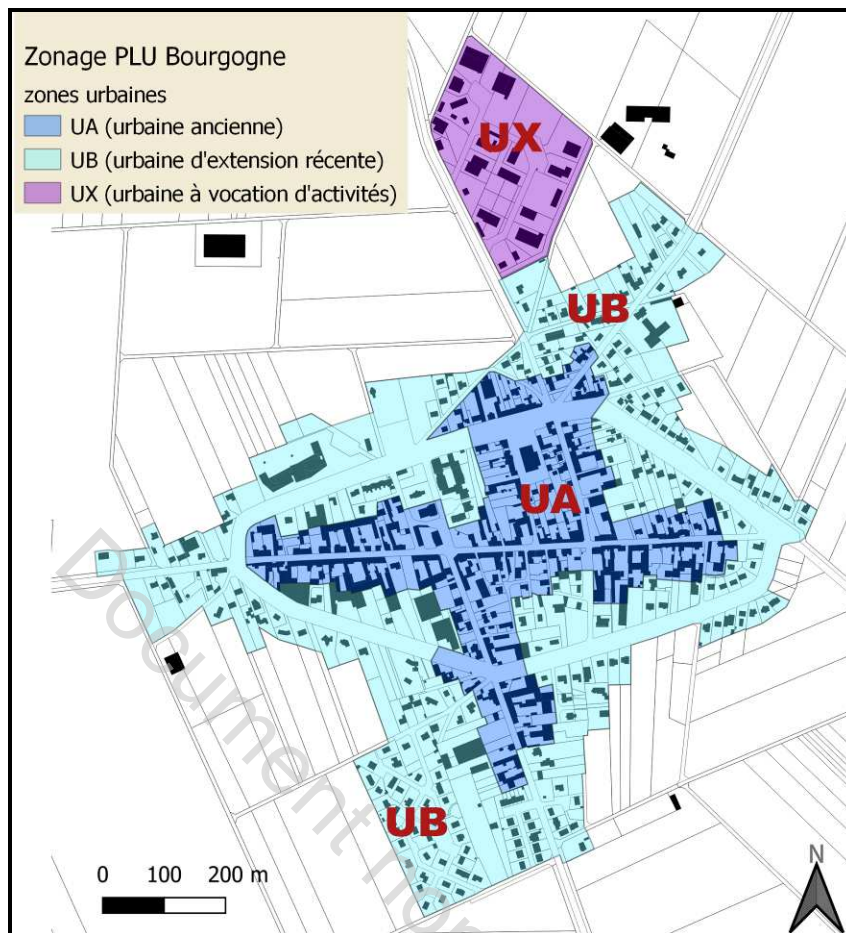 Zonage PLU Bourgogne
zones urbaines
UA (urbaine ancienne)
UB (urbaine d'extension récente)
UX (urbaine à vocation d'activités)
UX
UB
UA
UB
0 100 200 m
N
Document non